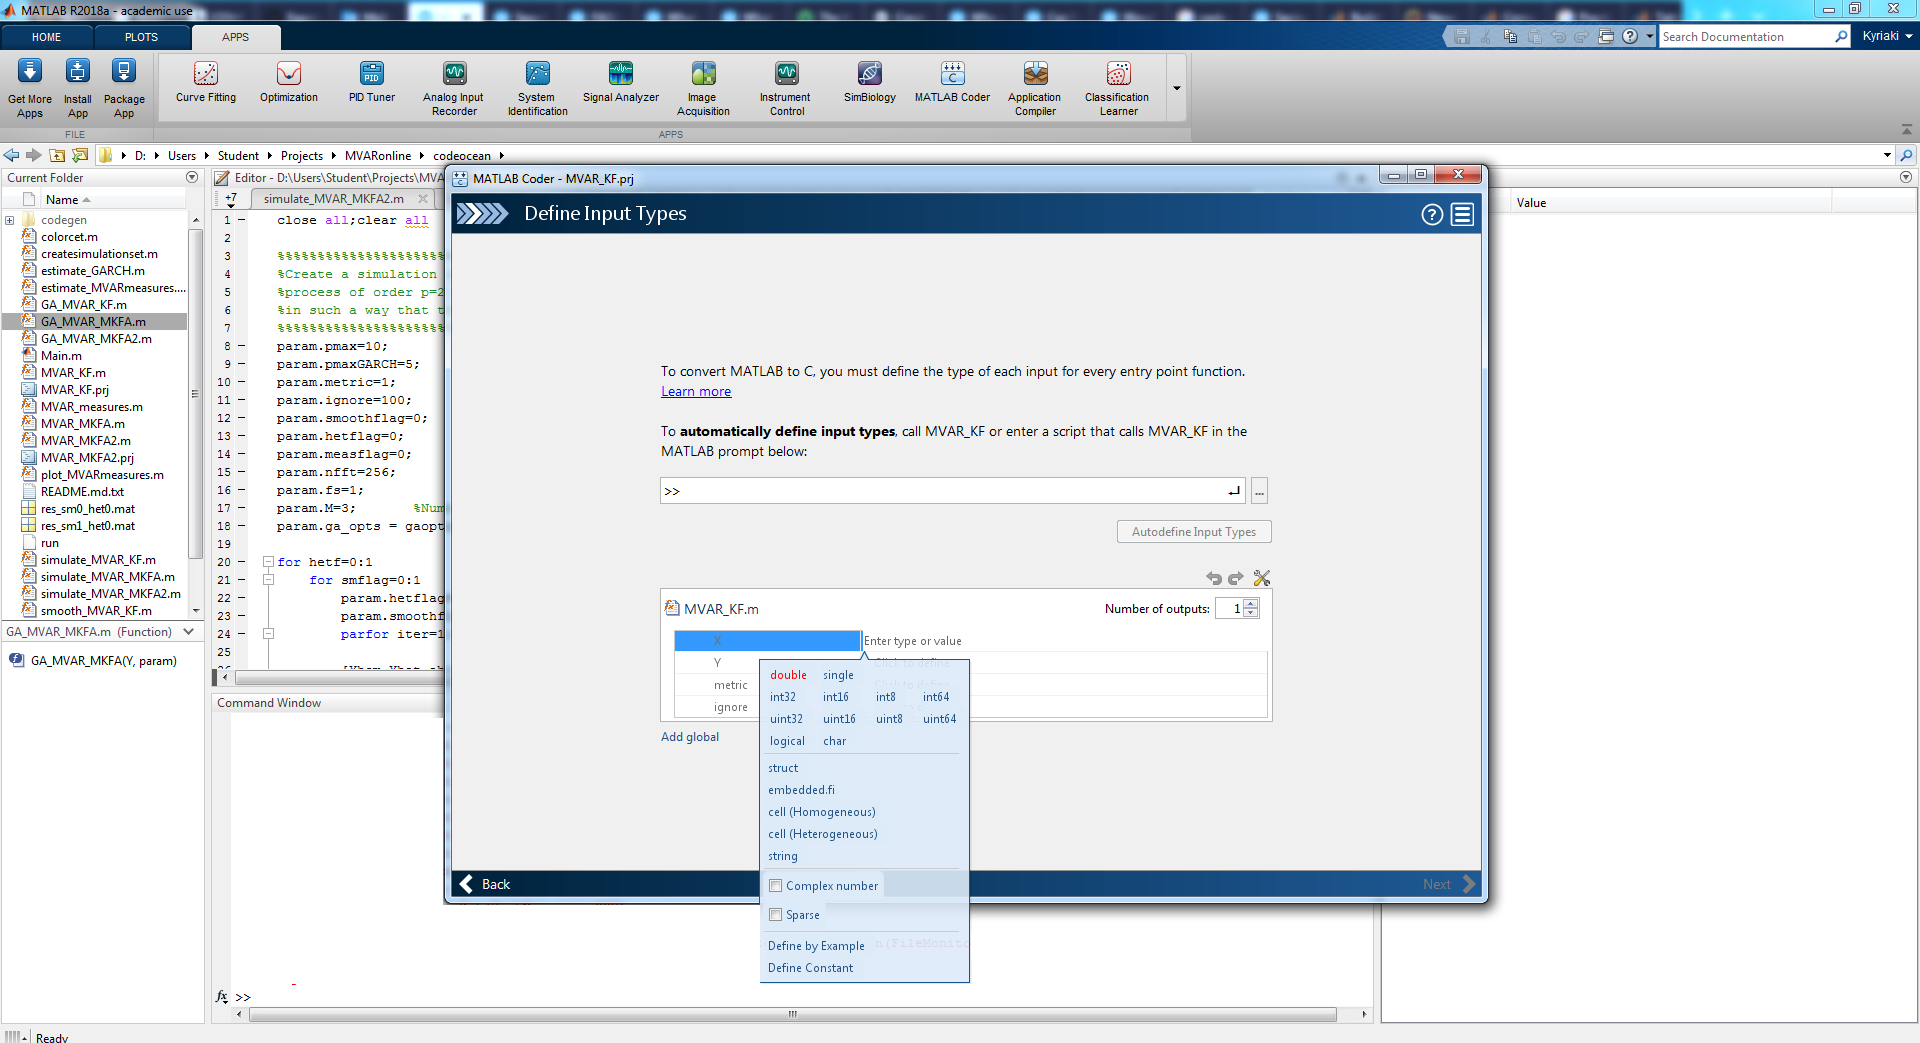 MATLAB R2018a - academic use
HOME PLOTS APPS
Search Documentation
Kyriaki
Get More Apps
Install App
Package App
Curve Fitting
Optimization
PID Tuner
Analog Input Recorder
System Identification
Signal Analyzer
Image Acquisition
Instrument Control
SimBiology
MATLAB Coder
Application Compiler
Classification Learner
FILE
APPS
D: Users Student Projects MVARonline codeocean
Current Folder
Name
codegen
colorcet.m
createsimulationset.m
estimate_GARCH.m
estimate_MVARmeasures....
GA_MVAR_KF.m
GA_MVAR_MKFA.m
GA_MVAR_MKFA2.m
Main.m
MVAR_KF.m
MVAR_KF.prj
MVAR_measures.m
MVAR_MKFA.m
MVAR_MKFA2.m
MVAR_MKFA2.prj
plot_MVARmeasures.m
README.md.txt
res_sm0_het0.mat
res_sm1_het0.mat
run
simulate_MVAR_KF.m
simulate_MVAR_MKFA.m
simulate_MVAR_MKFA2.m
smooth_MVAR_KF.m
GA_MVAR_MKFA.m (Function)
GA_MVAR_MKFA(Y, param)
Editor - D:\Users\Student\Projects\MVA
+7
simulate_MVAR_MKFA2.m
1 close all;clear all
2
3 %%%%%%%%%%%%%%%%%%%%%
4 %Create a simulation
5 %process of order p=2
6 %in such a way that t
7 %%%%%%%%%%%%%%%%%%%%%
8 param.pmax=10;
9 param.pmaxGARCH=5;
10 param.metric=1;
11 param.ignore=100;
12 param.smoothflag=0;
13 param.hetflag=0;
14 param.measflag=0;
15 param.nfft=256;
16 param.fs=1;
17 param.M=3; %Num
18 param.ga_opts = gaopt
19
20 for hetf=0:1
21 for smflag=0:1
22 param.hetflag
23 param.smoothf
24 parfor iter=1
25
Command Window
fx >>
MATLAB Coder - MVAR_KF.prj
Define Input Types
To convert MATLAB to C, you must define the type of each input for every entry point function.
Learn more
To automatically define input types, call MVAR_KF or enter a script that calls MVAR_KF in the
MATLAB prompt below:
>>
...
Autodefine Input Types
MVAR_KF.m
Number of outputs: 1
X Enter type or value
Y Click to define
metric
ignore
Add global
double single
int32 int16 int8 int64
uint32 uint16 uint8 uint64
logical char
struct
embedded.fi
cell (Homogeneous)
cell (Heterogeneous)
string
Complex number
Sparse
Define by Example
Define Constant
Back
Next
n(FileMonito
Value
Ready